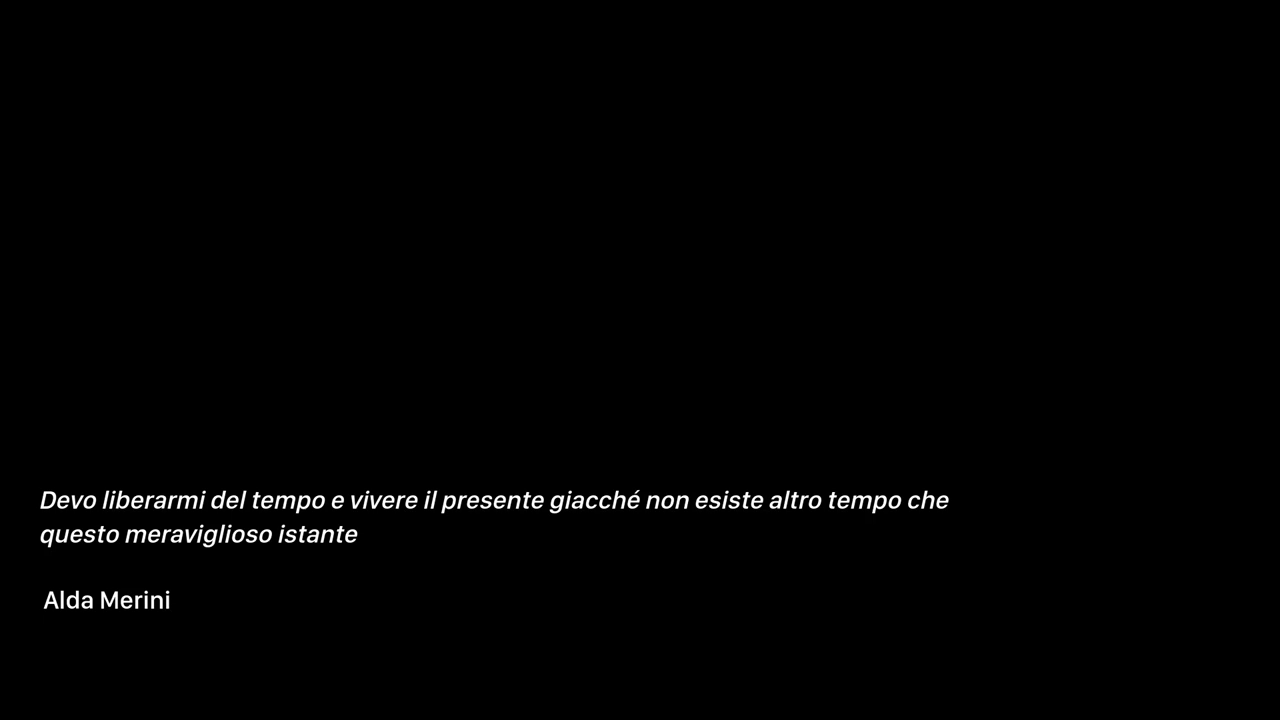 Devo liberarmi del tempo e vivere il presente giacché non esiste altro tempo che
questo meraviglioso istante
Alda Merini